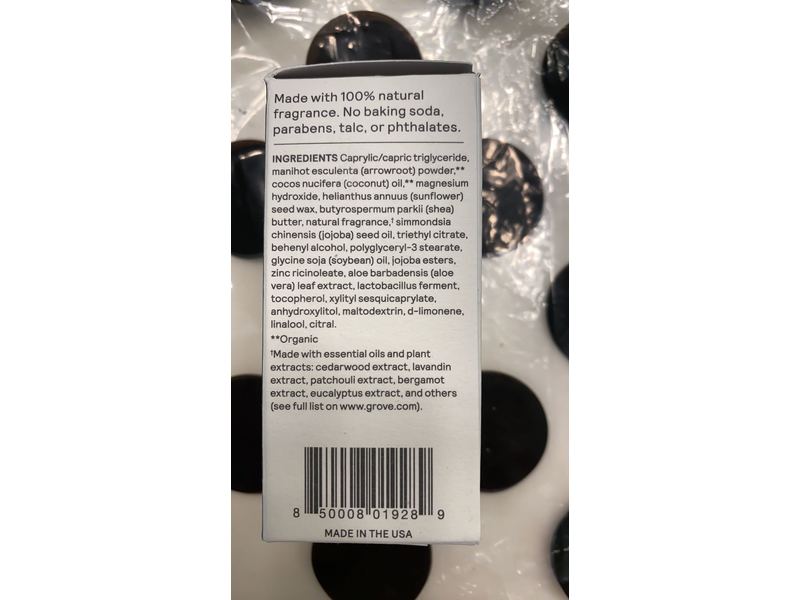 Made with 100% natural
fragrance. No baking soda,
parabens, talc, or phthalates.
INGREDIENTS Caprylic/capric triglyceride,
manihot esculenta (arrowroot) powder,**
cocos nucifera (coconut) oil,** magnesium
hydroxide, helianthus annuus (sunflower)
seed wax, butyrospermum parkii (shea)
butter, natural fragrance,† simmondsia
chinensis (jojoba) seed oil, triethyl citrate,
behenyl alcohol, polyglyceryl-3 stearate,
glycine soja (soybean) oil, jojoba esters,
zinc ricinoleate, aloe barbadensis (aloe
vera) leaf extract, lactobacillus ferment,
tocopherol, xylityl sesquicaprylate,
anhydroxylitol, maltodextrin, d-limonene,
linalool, citral.
**Organic
†Made with essential oils and plant
extracts: cedarwood extract, lavandin
extract, patchouli extract, bergamot
extract, eucalyptus extract, and others
(see full list on www.grove.com).
8 50008 01928 9
MADE IN THE USA